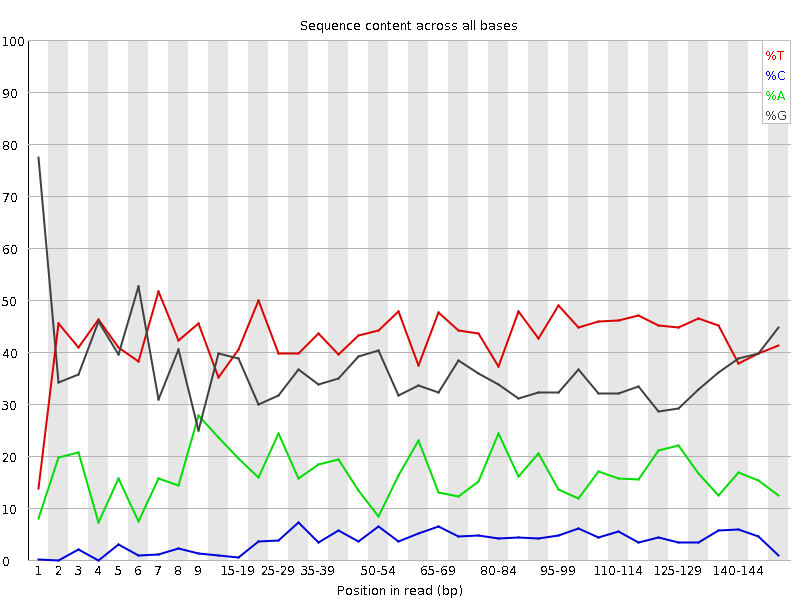 Sequence content across all bases
%T
%C
%A
%G
100
90
80
70
60
50
40
30
20
10
0
1 2 3 4 5 6 7 8 9 15-19 25-29 35-39 50-54 65-69 80-84 95-99 110-114 125-129 140-144
Position in read (bp)